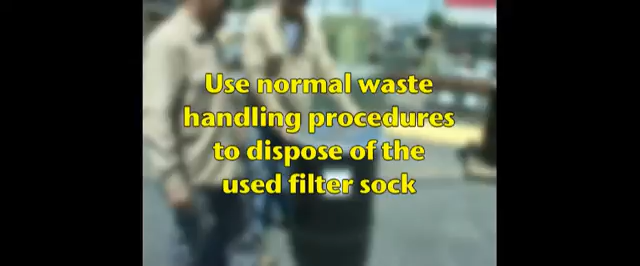 Use normal waste
handling procedures
to dispose of the
used filter sock